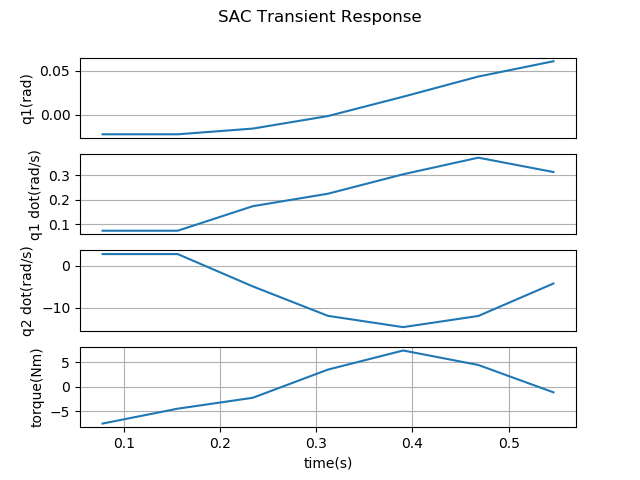 SAC Transient Response
q1(rad)
0.05
0.00
q1 dot(rad/s)
0.3
0.2
0.1
q2 dot(rad/s)
0
−10
torque(Nm)
5
0
−5
0.1 0.2 0.3 0.4 0.5
time(s)